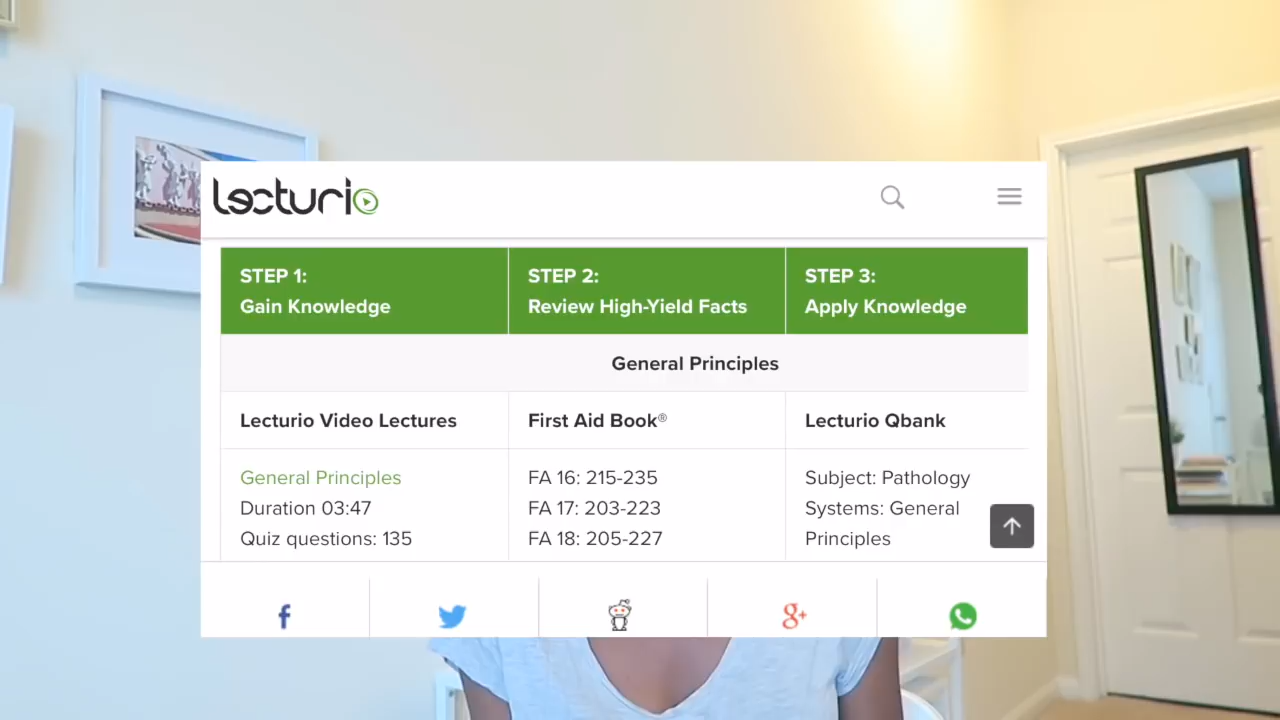 lecturio
STEP 1:
Gain Knowledge
STEP 2:
Review High-Yield Facts
STEP 3:
Apply Knowledge
General Principles
Lecturio Video Lectures
First Aid Book®
Lecturio Qbank
General Principles
Duration 03:47
Quiz questions: 135
FA 16: 215-235
FA 17: 203-223
FA 18: 205-227
Subject: Pathology
Systems: General
Principles
f
g+